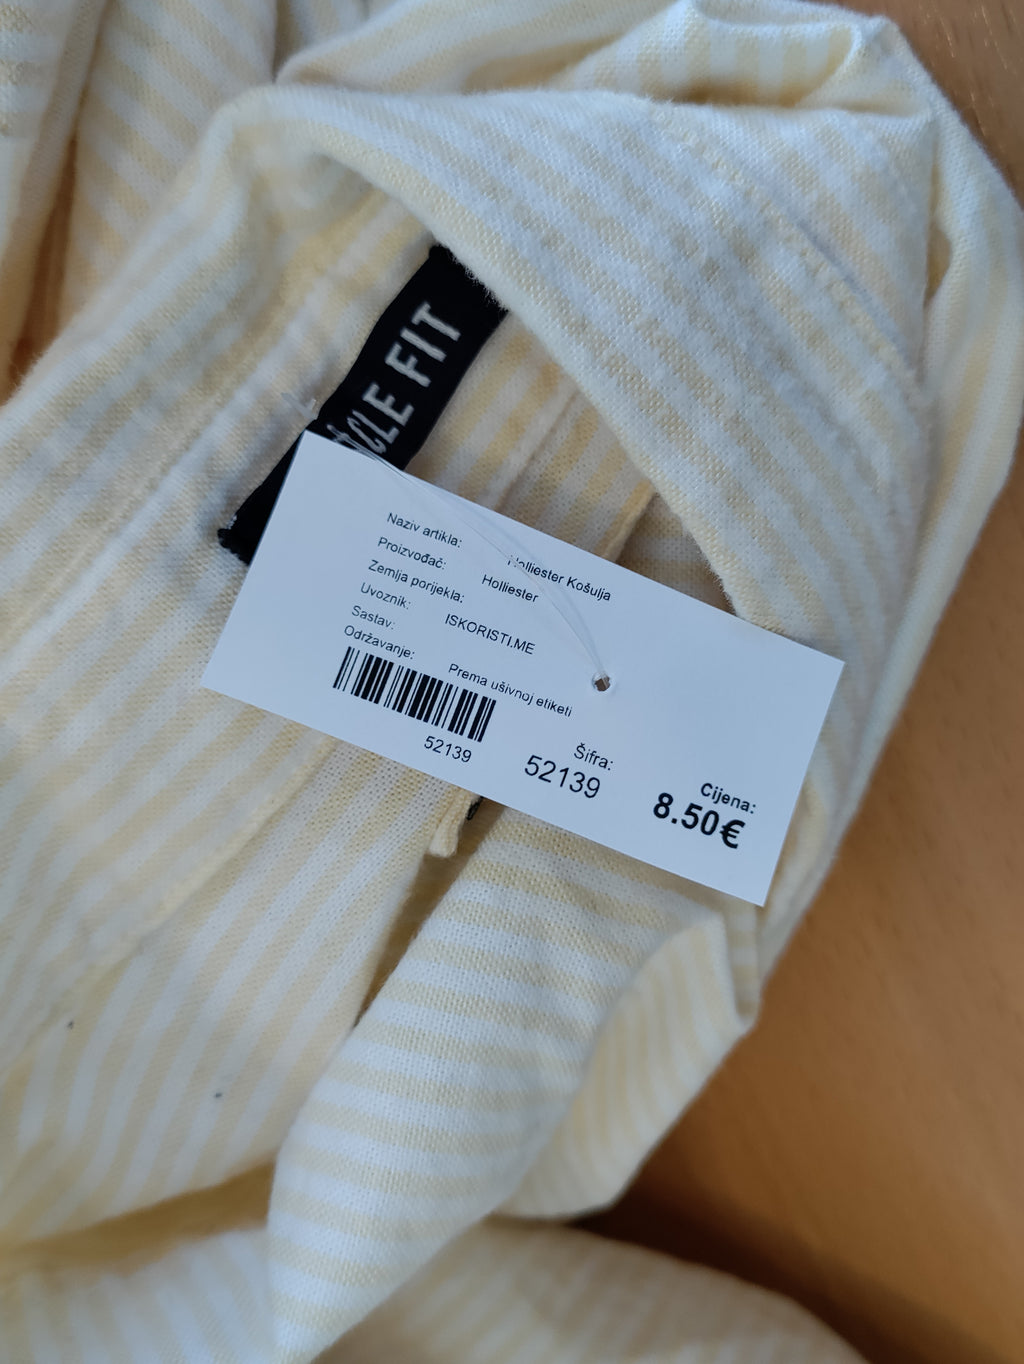 CLE FIT
Naziv artikla: Holliester Košulja
Proizvođač: Holliester
Zemlja porijekla:
Uvoznik: ISKORISTI.ME
Sastav:
Održavanje: Prema ušivnoj etiketi
52139
Šifra:
52139
Cijena:
8.50€